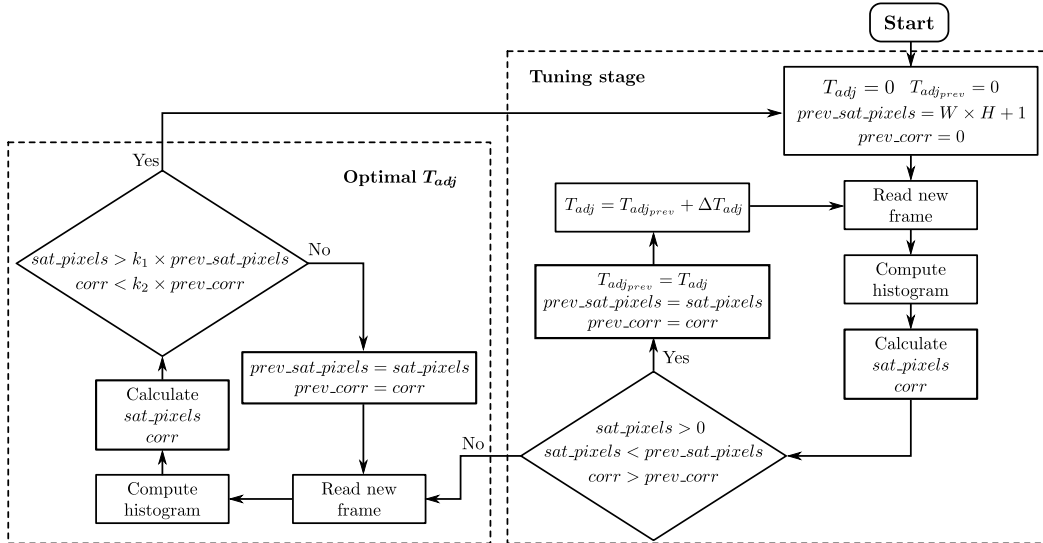 Start
Tuning stage
T_adj = 0 T_adj_prev = 0
prev_sat_pixels = W × H + 1
prev_corr = 0
Read new
frame
Compute
histogram
Calculate
sat_pixels
corr
sat_pixels > 0
sat_pixels < prev_sat_pixels
corr > prev_corr
Yes
T_adj_prev = T_adj
prev_sat_pixels = sat_pixels
prev_corr = corr
T_adj = T_adj_prev + ΔT_adj
No
Optimal T_adj
Read new
frame
Compute
histogram
Calculate
sat_pixels
corr
sat_pixels > k_1 × prev_sat_pixels
corr < k_2 × prev_corr
Yes
No
prev_sat_pixels = sat_pixels
prev_corr = corr